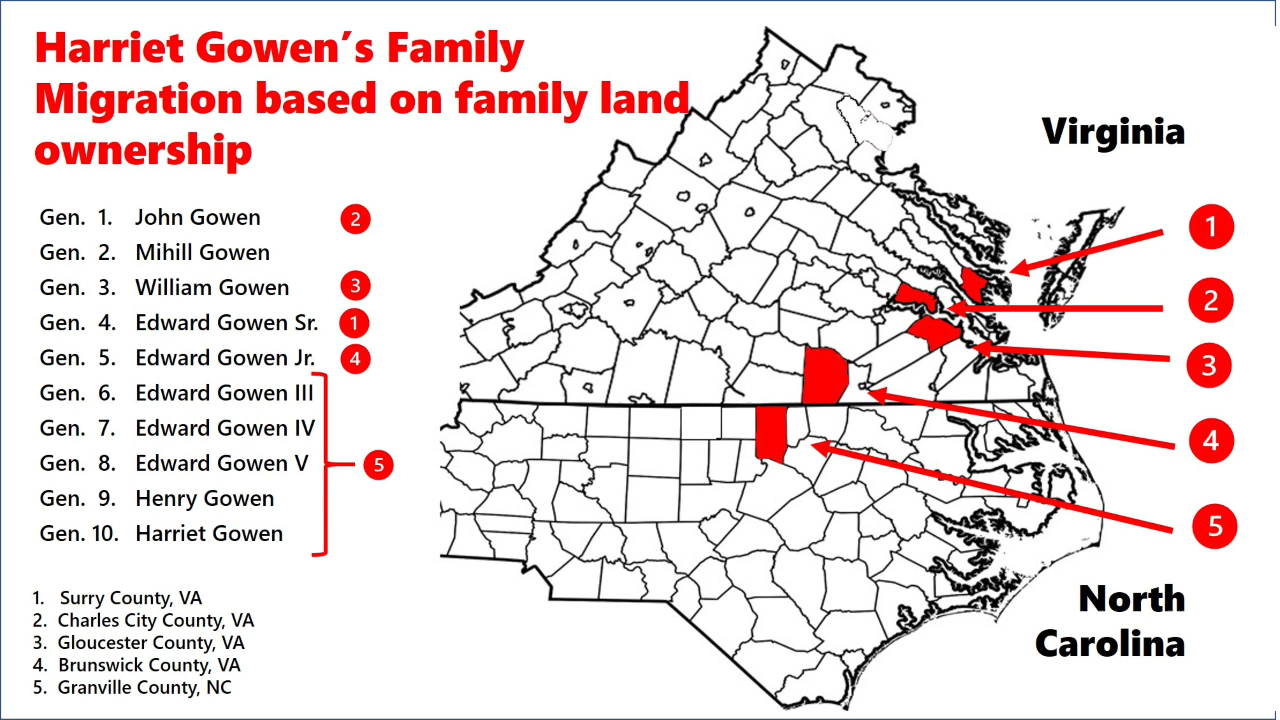 Harriet Gowen´s Family
Migration based on family land
ownership
Gen. 1. John Gowen 2
Gen. 2. Mihill Gowen
Gen. 3. William Gowen 3
Gen. 4. Edward Gowen Sr. 1
Gen. 5. Edward Gowen Jr. 4
Gen. 6. Edward Gowen III
Gen. 7. Edward Gowen IV
Gen. 8. Edward Gowen V 5
Gen. 9. Henry Gowen
Gen. 10. Harriet Gowen
1. Surry County, VA
2. Charles City County, VA
3. Gloucester County, VA
4. Brunswick County, VA
5. Granville County, NC
Virginia
1
2
3
4
5
North
Carolina